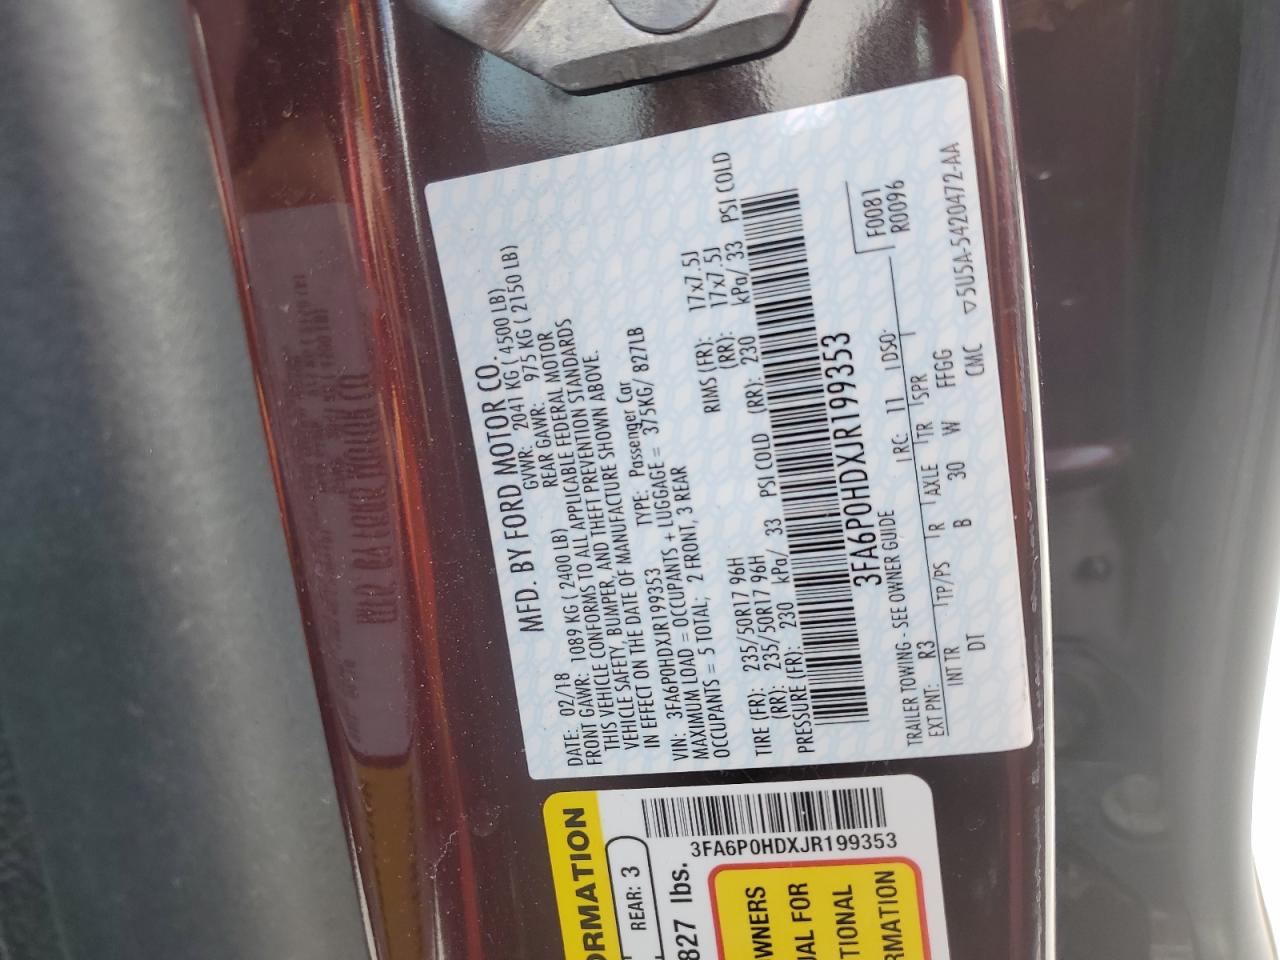 MFD. BY FORD MOTOR CO.
DATE: 02/18 GVWR: 2041 KG ( 4500 LB)
FRONT GAWR: 1089 KG ( 2400 LB) REAR GAWR: 975 KG ( 2150 LB)
THIS VEHICLE CONFORMS TO ALL APPLICABLE FEDERAL MOTOR
VEHICLE SAFETY, BUMPER, AND THEFT PREVENTION STANDARDS
IN EFFECT ON THE DATE OF MANUFACTURE SHOWN ABOVE.
VIN: 3FA6P0HDXJR199353 TYPE: Passenger Car
MAXIMUM LOAD = OCCUPANTS + LUGGAGE = 375KG/ 827LB
OCCUPANTS = 5 TOTAL; 2 FRONT, 3 REAR
TIRE (FR): 235/50R17 96H RIMS (FR): 17x7.5J
(RR): 235/50R17 96H (RR): 17x7.5J
PRESSURE (FR): 230 kPa/ 33 PSI COLD (RR): 230 kPa/ 33 PSI COLD
3FA6P0HDXJR199353
F0081
R0096
TRAILER TOWING - SEE OWNER GUIDE
EXT PNT: R3 RC: 11 DSO:
INT TR TP/PS R AXLE TR SPR
DT B 30 W FFGG
CMC 5U5A-5420472-AA
ORMATION
REAR: 3
827 lbs.
3FA6P0HDXJR199353
WNERS
UAL FOR
TIONAL
RMATION